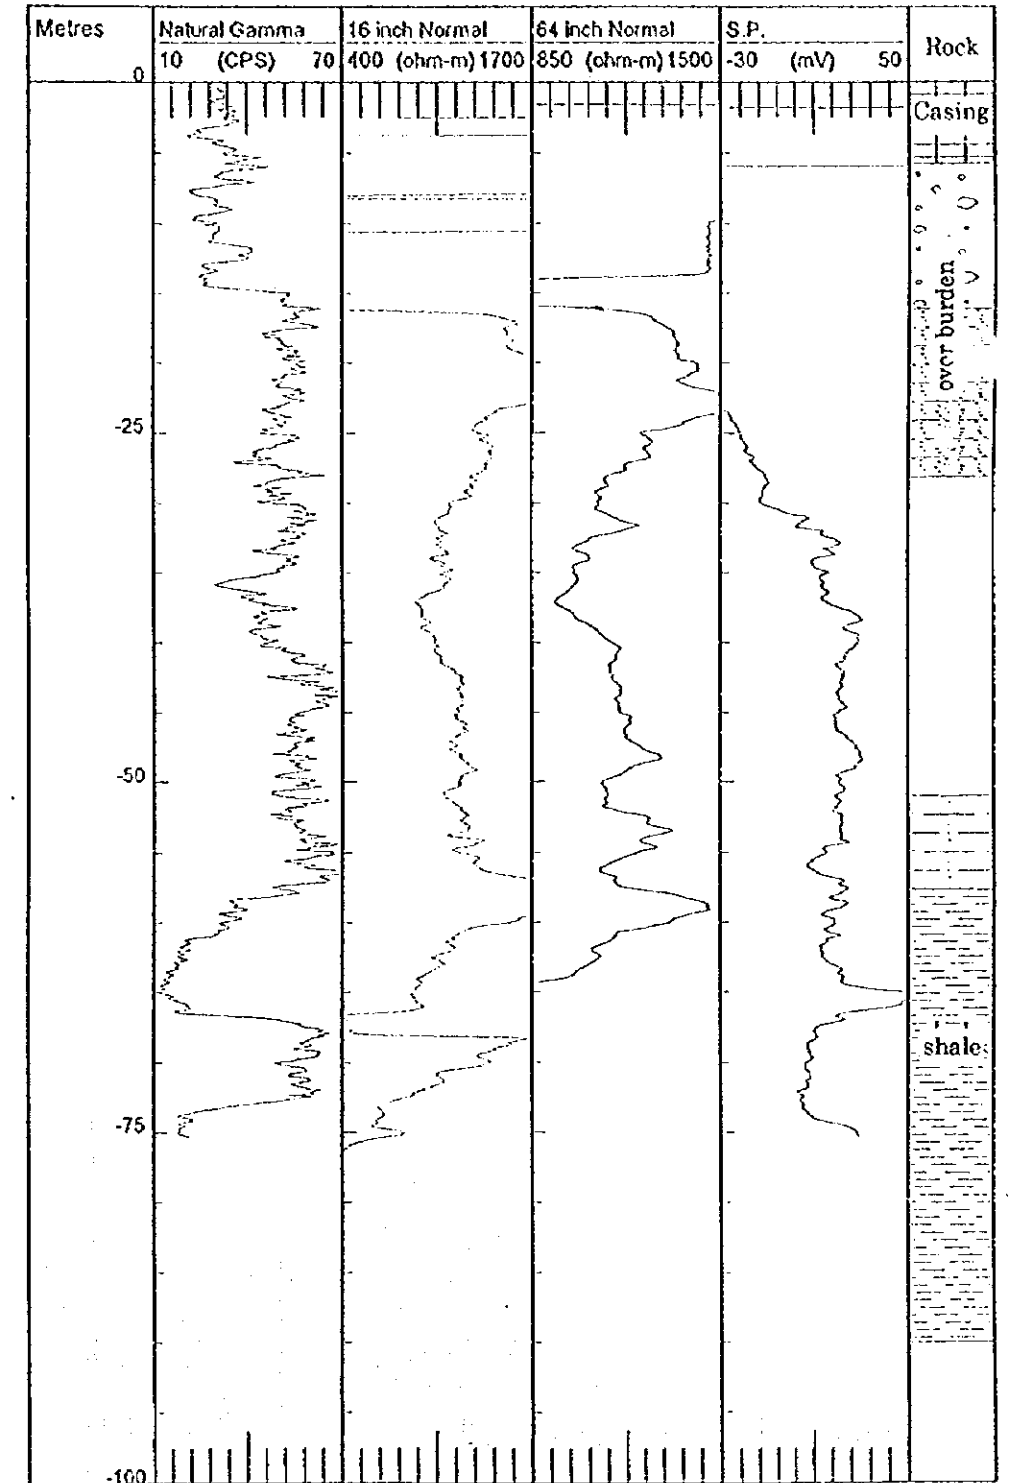 Metres Natural Gamma 16 inch Normal 64 inch Normal S.P. Rock
0 10 (CPS) 70 400 (ohm-m) 1700 850 (ohm-m) 1500 -30 (mV) 50
Casing
over burden
-25
-50
shale
-75
-100